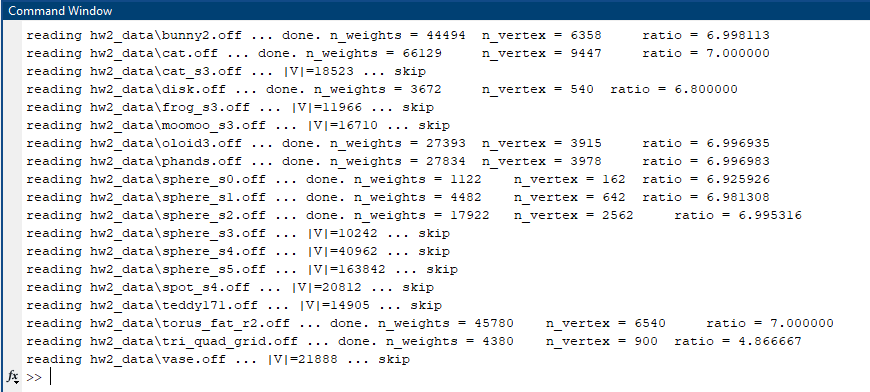 Command Window
reading hw2_data\bunny2.off ... done. n_weights = 44494 n_vertex = 6358 ratio = 6.998113
reading hw2_data\cat.off ... done. n_weights = 66129 n_vertex = 9447 ratio = 7.000000
reading hw2_data\cat_s3.off ... |V|=18523 ... skip
reading hw2_data\disk.off ... done. n_weights = 3672 n_vertex = 540 ratio = 6.800000
reading hw2_data\frog_s3.off ... |V|=11966 ... skip
reading hw2_data\moomoo_s3.off ... |V|=16710 ... skip
reading hw2_data\oloid3.off ... done. n_weights = 27393 n_vertex = 3915 ratio = 6.996935
reading hw2_data\phands.off ... done. n_weights = 27834 n_vertex = 3978 ratio = 6.996983
reading hw2_data\sphere_s0.off ... done. n_weights = 1122 n_vertex = 162 ratio = 6.925926
reading hw2_data\sphere_s1.off ... done. n_weights = 4482 n_vertex = 642 ratio = 6.981308
reading hw2_data\sphere_s2.off ... done. n_weights = 17922 n_vertex = 2562 ratio = 6.995316
reading hw2_data\sphere_s3.off ... |V|=10242 ... skip
reading hw2_data\sphere_s4.off ... |V|=40962 ... skip
reading hw2_data\sphere_s5.off ... |V|=163842 ... skip
reading hw2_data\spot_s4.off ... |V|=20812 ... skip
reading hw2_data\teddy171.off ... |V|=14905 ... skip
reading hw2_data\torus_fat_r2.off ... done. n_weights = 45780 n_vertex = 6540 ratio = 7.000000
reading hw2_data\tri_quad_grid.off ... done. n_weights = 4380 n_vertex = 900 ratio = 4.866667
reading hw2_data\vase.off ... |V|=21888 ... skip
fx >>